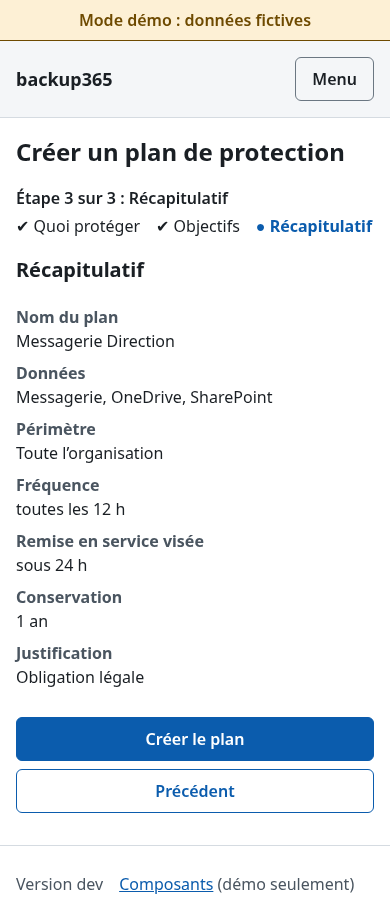 Mode démo : données fictives
backup365
Menu
Créer un plan de protection
Étape 3 sur 3 : Récapitulatif
✔ Quoi protéger ✔ Objectifs ● Récapitulatif
Récapitulatif
Nom du plan
Messagerie Direction
Données
Messagerie, OneDrive, SharePoint
Périmètre
Toute l’organisation
Fréquence
toutes les 12 h
Remise en service visée
sous 24 h
Conservation
1 an
Justification
Obligation légale
Créer le plan
Précédent
Version dev Composants (démo seulement)